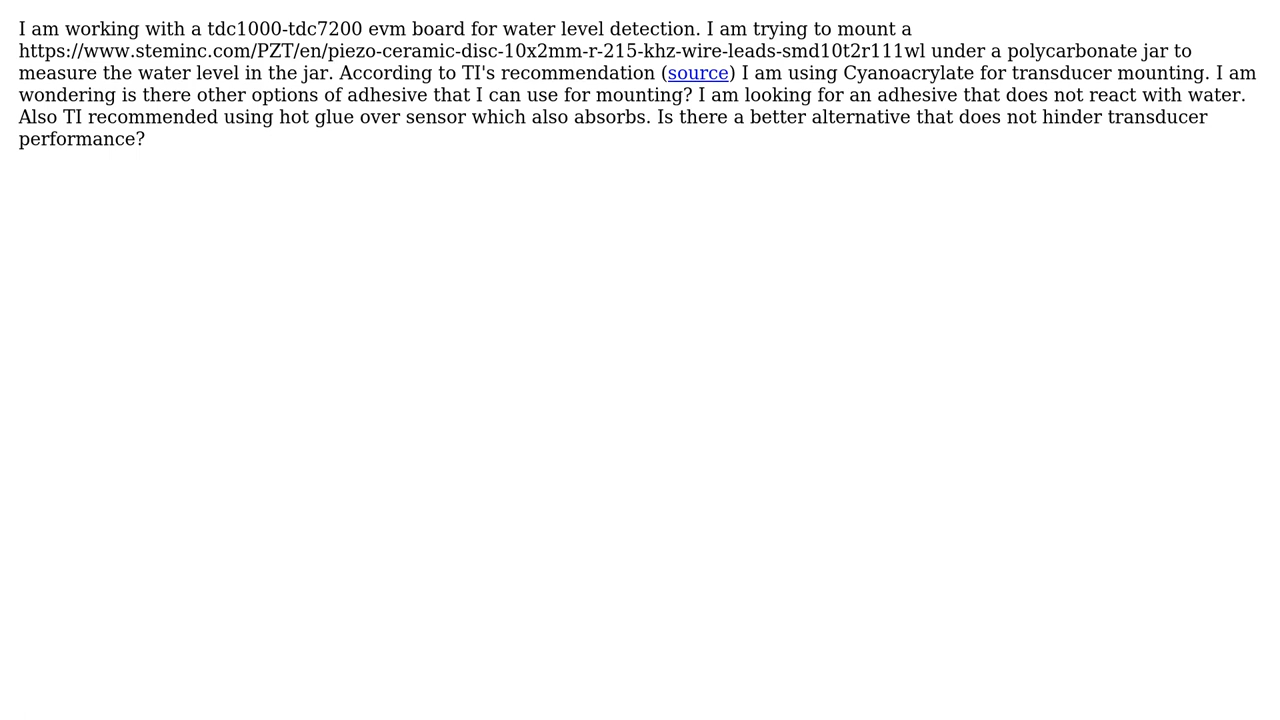 I am working with a tdc1000-tdc7200 evm board for water level detection. I am trying to mount a
https://www.steminc.com/PZT/en/piezo-ceramic-disc-10x2mm-r-215-khz-wire-leads-smd10t2r111wl under a polycarbonate jar to
measure the water level in the jar. According to TI's recommendation (source) I am using Cyanoacrylate for transducer mounting. I am
wondering is there other options of adhesive that I can use for mounting? I am looking for an adhesive that does not react with water.
Also TI recommended using hot glue over sensor which also absorbs. Is there a better alternative that does not hinder transducer
performance?